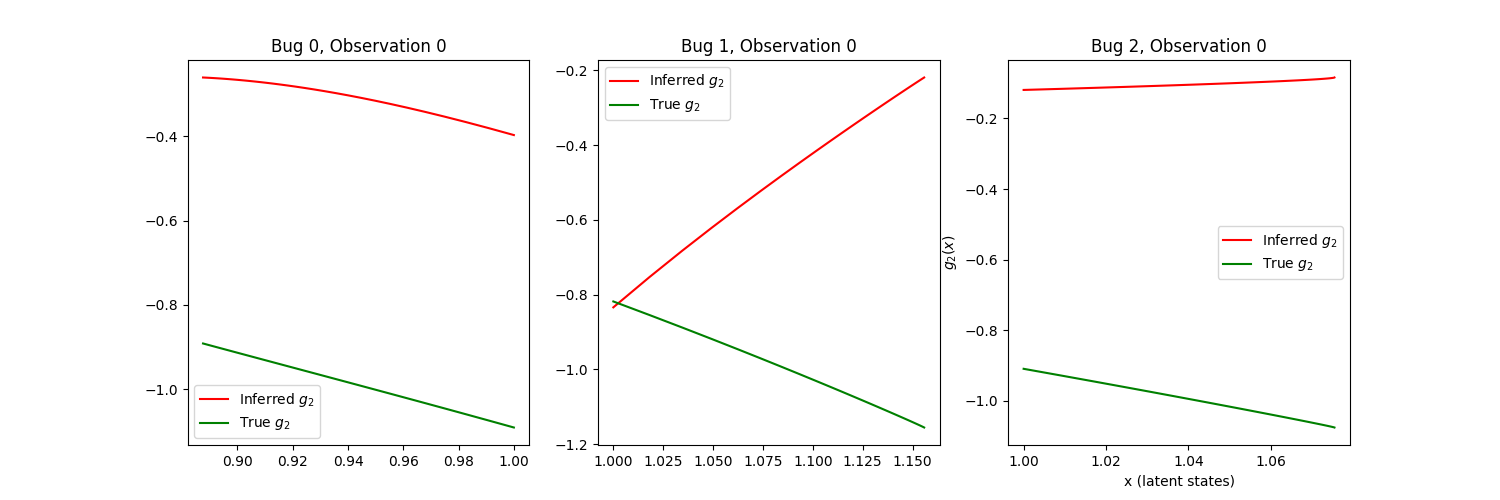 Bug 0, Observation 0
−0.4
−0.6
−0.8
−1.0
Inferred g₂
True g₂
0.90 0.92 0.94 0.96 0.98 1.00
Bug 1, Observation 0
Inferred g₂
True g₂
−0.2
−0.4
−0.6
−0.8
−1.0
−1.2
1.000 1.025 1.050 1.075 1.100 1.125 1.150
Bug 2, Observation 0
g₂(x)
−0.2
−0.4
−0.6
−0.8
−1.0
Inferred g₂
True g₂
1.00 1.02 1.04 1.06
x (latent states)